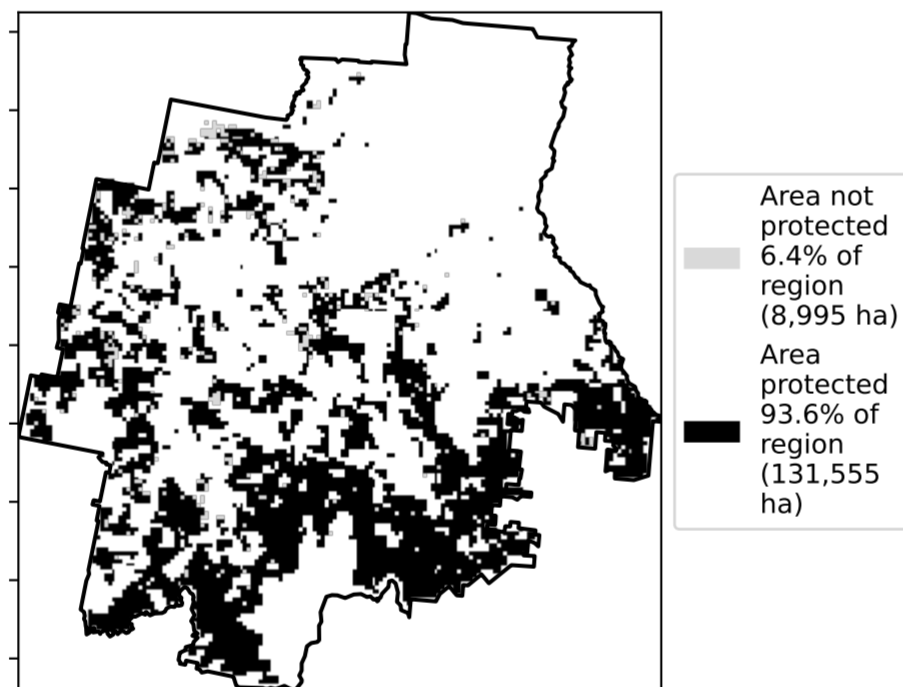 Area not
protected
6.4% of
region
(8,995 ha)
Area
protected
93.6% of
region
(131,555
ha)